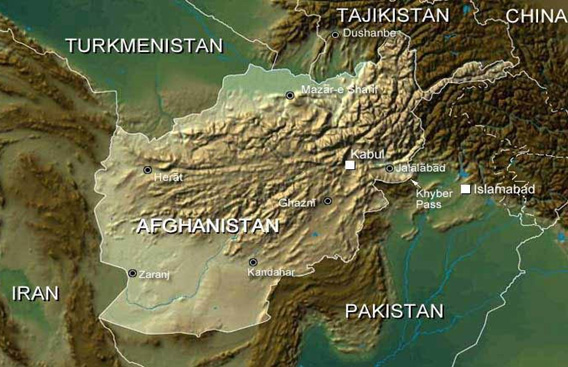 TAJIKISTAN
CHINA
Dushanbe
TURKMENISTAN
Mazar-e Sharif
Kabul
Jalalabad
Herat
Khyber
Pass
Islamabad
Ghazni
AFGHANISTAN
Zaranj
Kandahar
IRAN
PAKISTAN